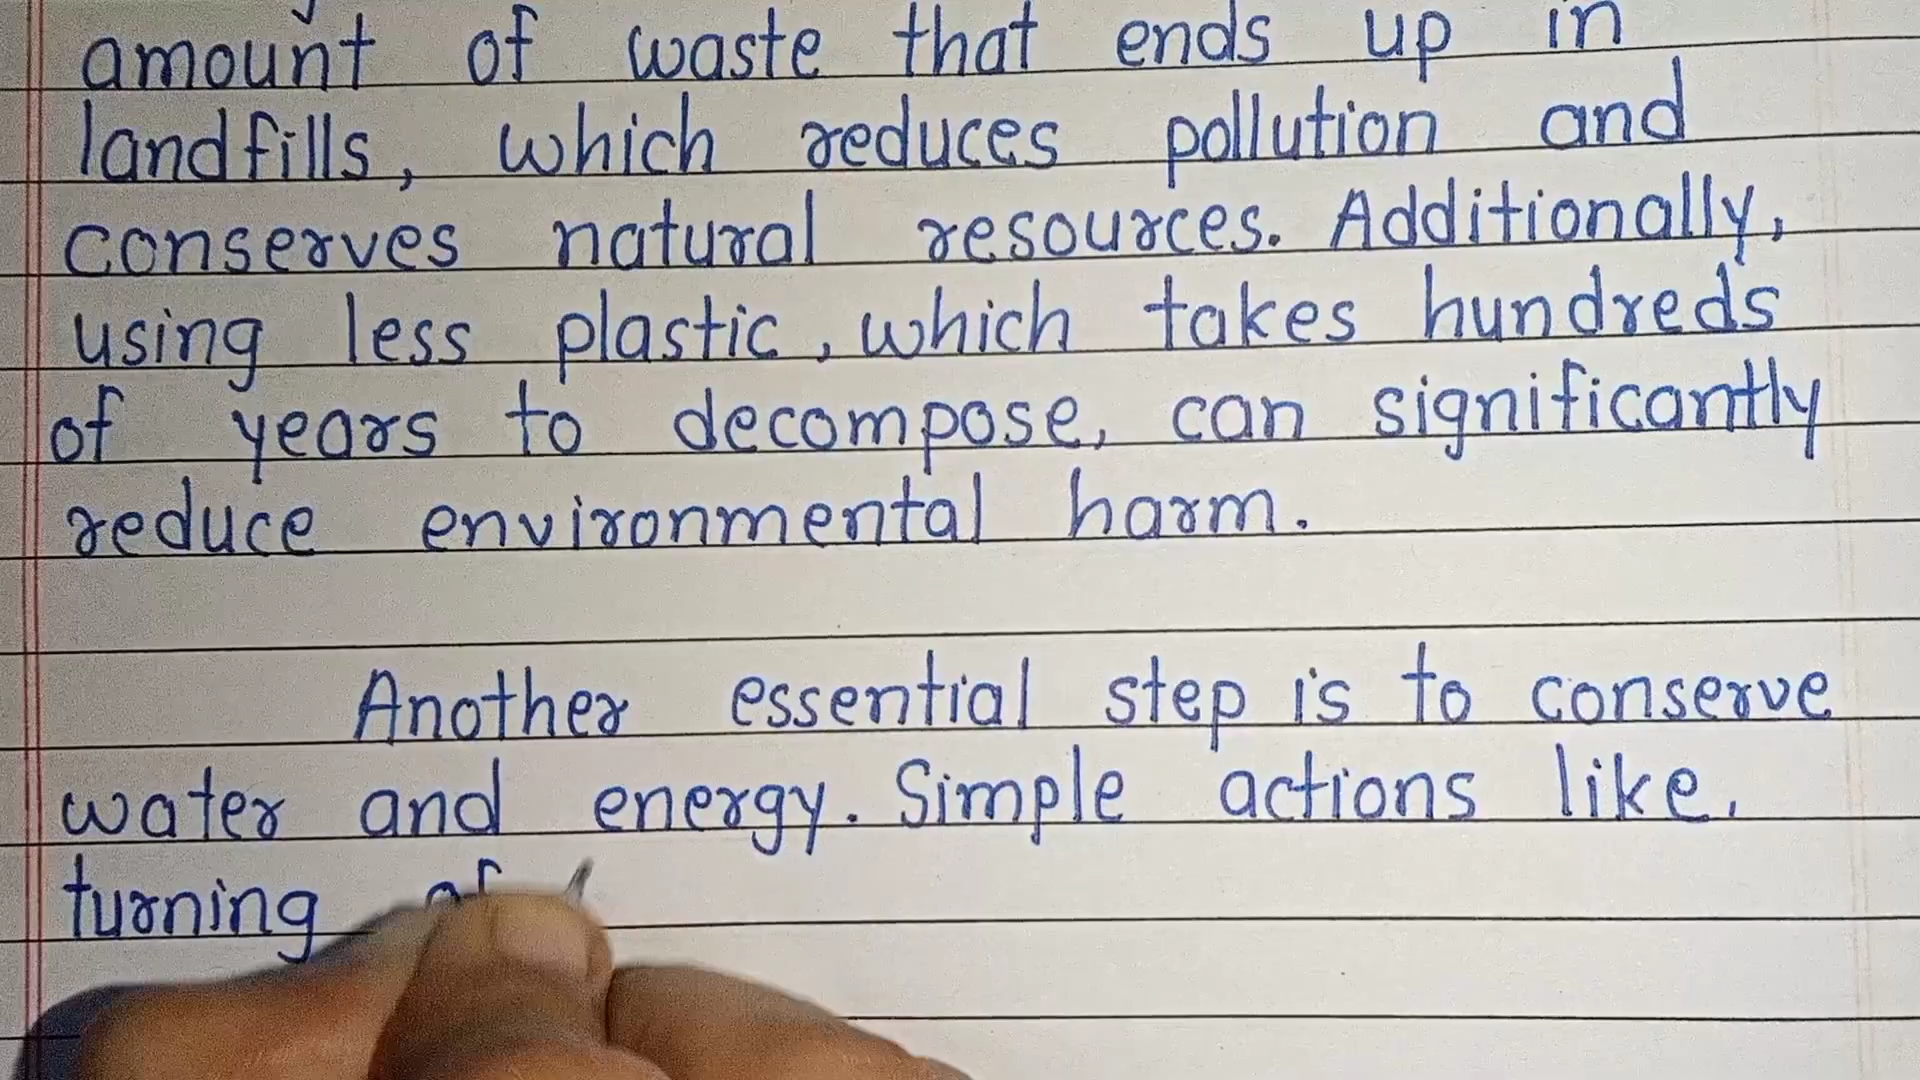 amount of waste that ends up in
landfills, which reduces pollution and
conserves natural resources. Additionally,
using less plastic, which takes hundreds
of years to decompose, can significantly
reduce environmental harm.
Another essential step is to conserve
water and energy. Simple actions like,
turning